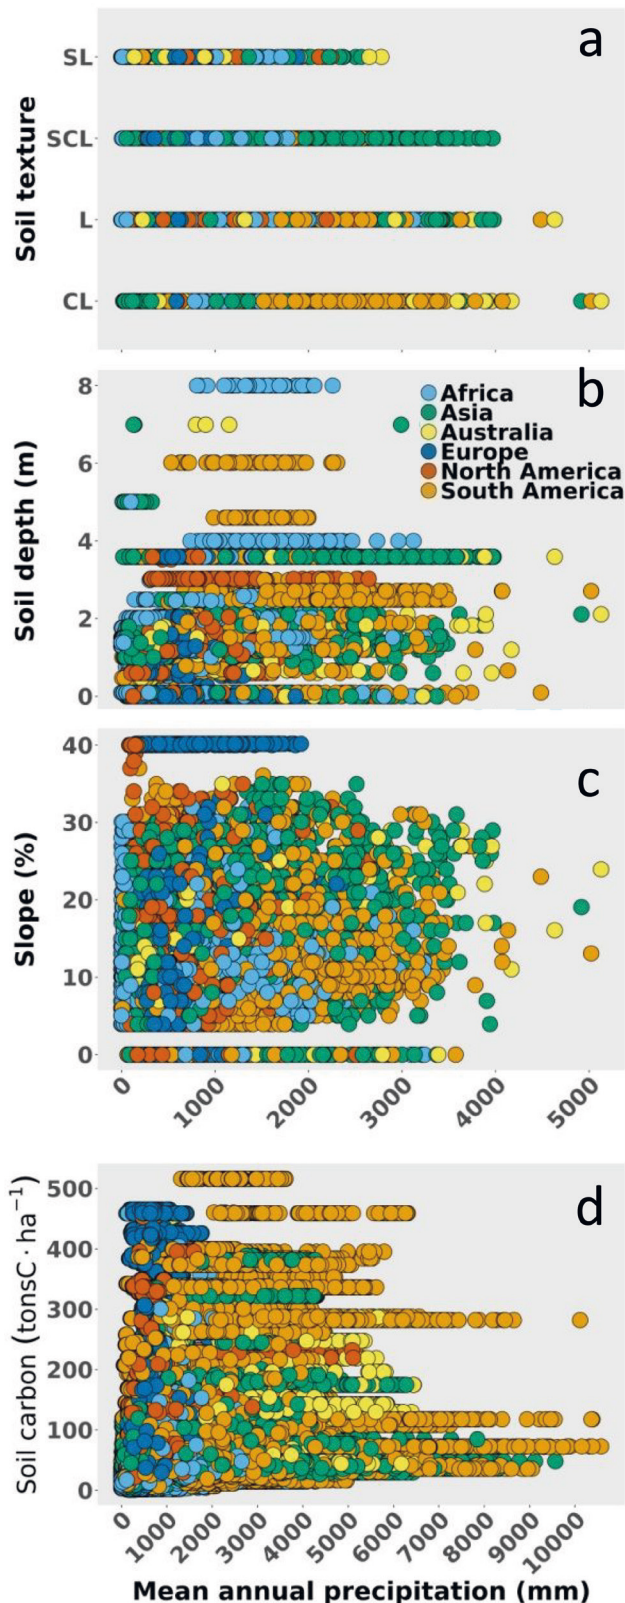 a
SL
SCL
L
CL
Soil texture
b
8
6
4
2
0
Soil depth (m)
Africa
Asia
Australia
Europe
North America
South America
c
40
30
20
10
0
Slope (%)
0 1000 2000 3000 4000 5000
d
500
400
300
200
100
0
Soil carbon (tonsC · ha⁻¹)
0 1000 2000 3000 4000 5000 6000 7000 8000 9000 10000
Mean annual precipitation (mm)